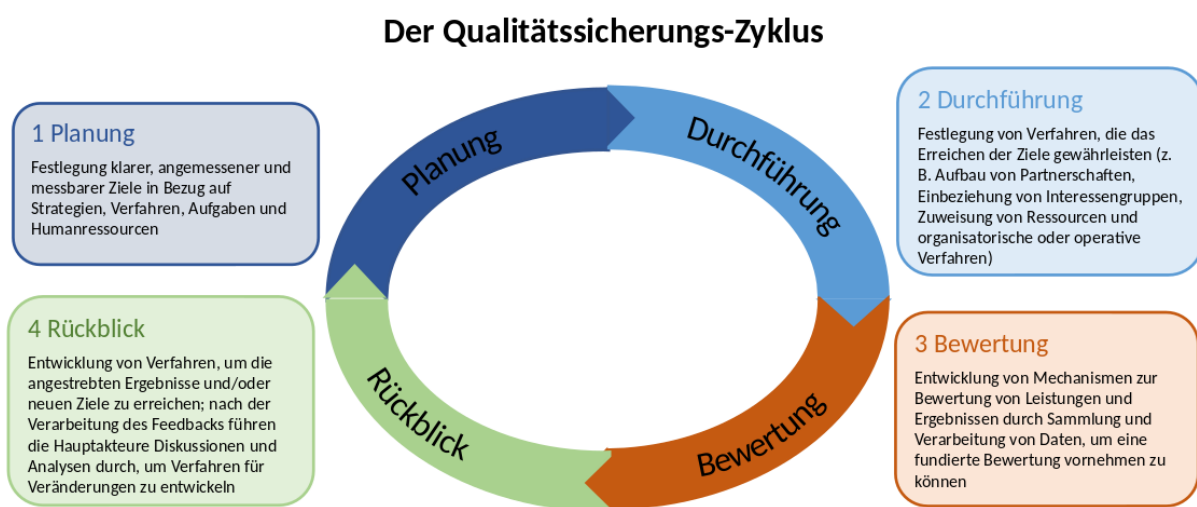 Der Qualitätssicherungs-Zyklus
1 Planung
Festlegung klarer, angemessener und
messbarer Ziele in Bezug auf
Strategien, Verfahren, Aufgaben und
Humanressourcen
Planung
Durchführung
2 Durchführung
Festlegung von Verfahren, die das
Erreichen der Ziele gewährleisten (z.
B. Aufbau von Partnerschaften,
Einbeziehung von Interessengruppen,
Zuweisung von Ressourcen und
organisatorische oder operative
Verfahren)
4 Rückblick
Entwicklung von Verfahren, um die
angestrebten Ergebnisse und/oder
neuen Ziele zu erreichen; nach der
Verarbeitung des Feedbacks führen
die Hauptakteure Diskussionen und
Analysen durch, um Verfahren für
Veränderungen zu entwickeln
Rückblick
Bewertung
3 Bewertung
Entwicklung von Mechanismen zur
Bewertung von Leistungen und
Ergebnissen durch Sammlung und
Verarbeitung von Daten, um eine
fundierte Bewertung vornehmen zu
können